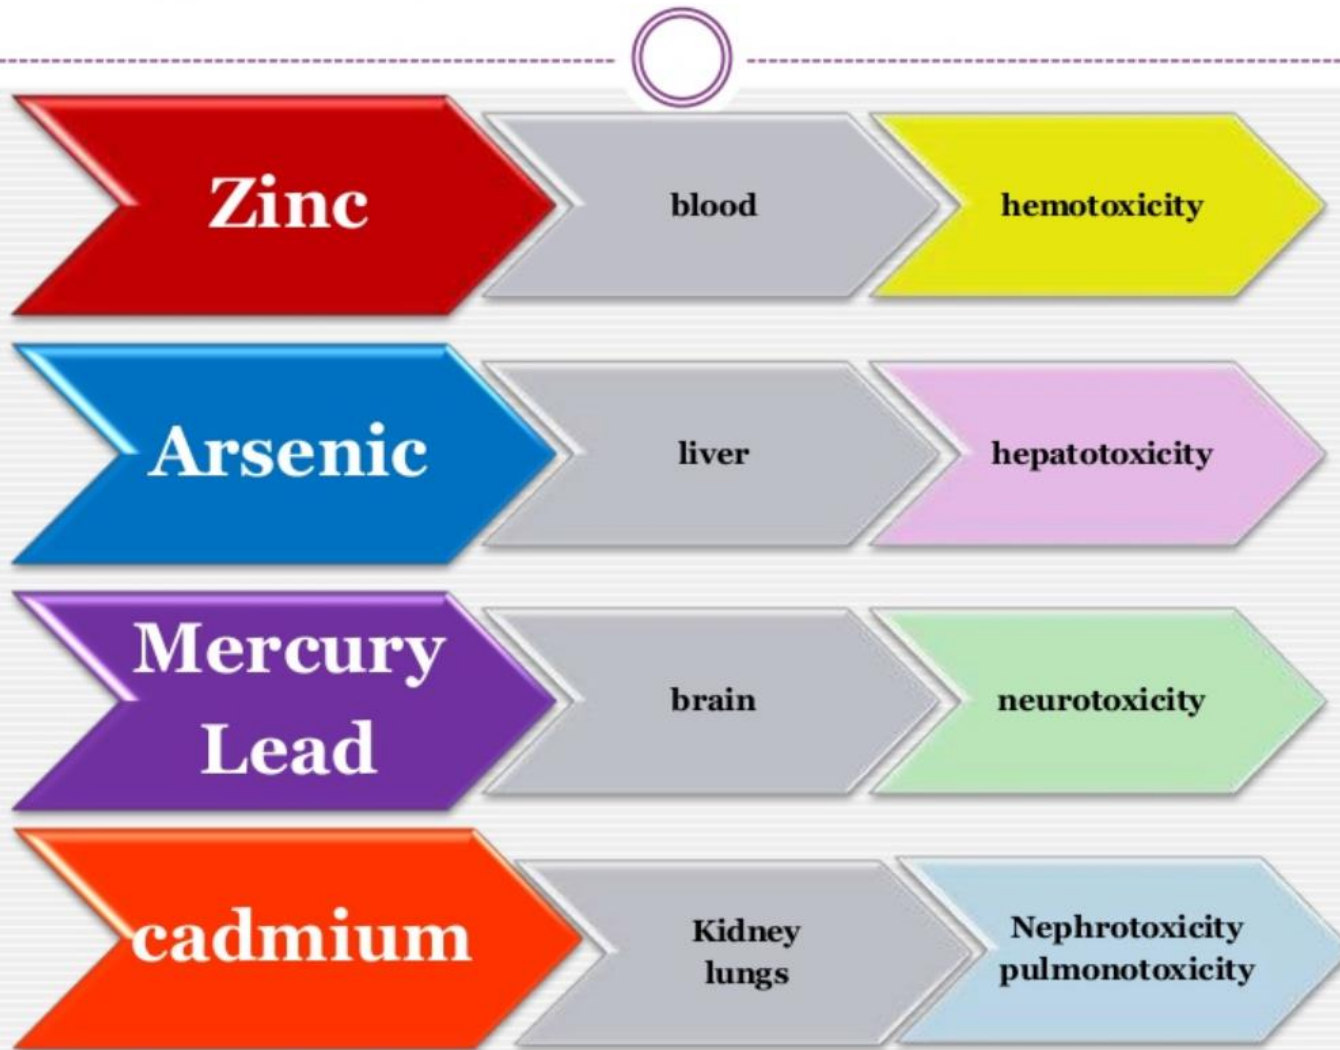 Zinc
blood
hemotoxicity
Arsenic
liver
hepatotoxicity
Mercury
Lead
brain
neurotoxicity
cadmium
Kidney
lungs
Nephrotoxicity
pulmonotoxicity